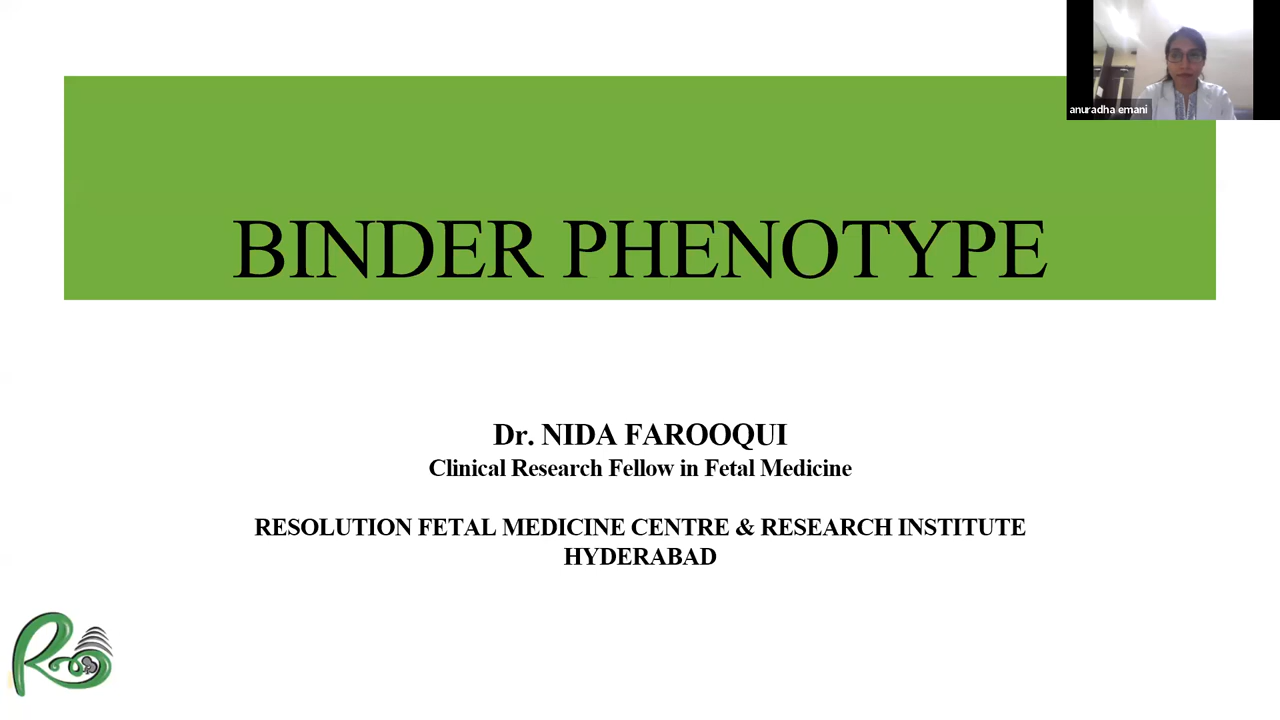 anuradha emani
BINDER PHENOTYPE
Dr. NIDA FAROOQUI
Clinical Research Fellow in Fetal Medicine
RESOLUTION FETAL MEDICINE CENTRE & RESEARCH INSTITUTE
HYDERABAD